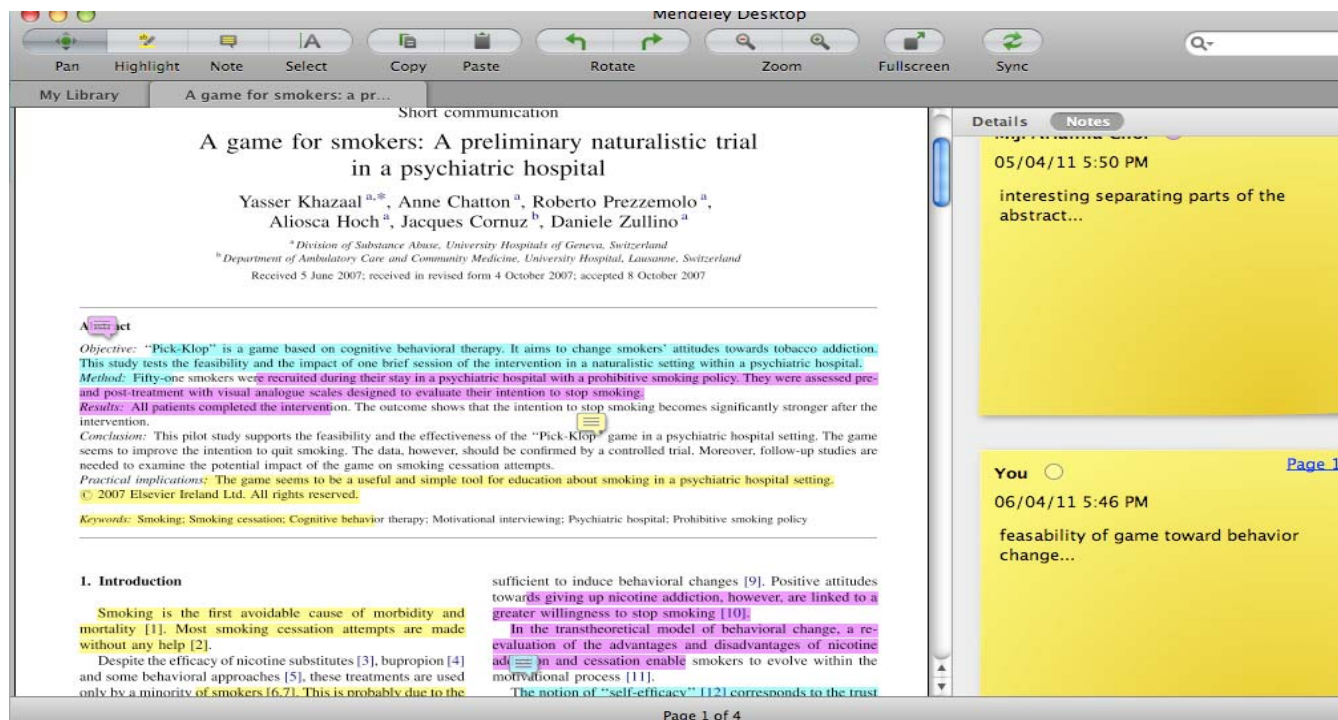 Mendeley Desktop
Pan Highlight Note Select Copy Paste Rotate Zoom Fullscreen Sync
My Library A game for smokers: a pr...
Short communication
A game for smokers: A preliminary naturalistic trial
in a psychiatric hospital
Yasser Khazaal a,*, Anne Chatton a, Roberto Prezzemolo a,
Aliosca Hoch a, Jacques Cornuz b, Daniele Zullino a
a Division of Substance Abuse, University Hospitals of Geneva, Switzerland
b Department of Ambulatory Care and Community Medicine, University Hospital, Lausanne, Switzerland
Received 5 June 2007; received in revised form 4 October 2007; accepted 8 October 2007
Objective: "Pick-Klop" is a game based on cognitive behavioral therapy. It aims to change smokers' attitudes towards tobacco addiction.
This study tests the feasibility and the impact of one brief session of the intervention in a naturalistic setting within a psychiatric hospital.
Method: Fifty-one smokers were recruited during their stay in a psychiatric hospital with a prohibitive smoking policy. They were assessed pre-
and post-treatment with visual analogue scales designed to evaluate their intention to stop smoking.
Results: All patients completed the intervention. The outcome shows that the intention to stop smoking becomes significantly stronger after the
intervention.
Conclusion: This pilot study supports the feasibility and the effectiveness of the "Pick-Klop" game in a psychiatric hospital setting. The game
seems to improve the intention to quit smoking. The data, however, should be confirmed by a controlled trial. Moreover, follow-up studies are
needed to examine the potential impact of the game on smoking cessation attempts.
Practical implications: The game seems to be a useful and simple tool for education about smoking in a psychiatric hospital setting.
© 2007 Elsevier Ireland Ltd. All rights reserved.
Keywords: Smoking; Smoking cessation; Cognitive behavior therapy; Motivational interviewing; Psychiatric hospital; Prohibitive smoking policy
1. Introduction
Smoking is the first avoidable cause of morbidity and
mortality [1]. Most smoking cessation attempts are made
without any help [2].
Despite the efficacy of nicotine substitutes [3], bupropion [4]
and some behavioral approaches [5], these treatments are used
only by a minority of smokers [6,7]. This is probably due to the
sufficient to induce behavioral changes [9]. Positive attitudes
towards giving up nicotine addiction, however, are linked to a
greater willingness to stop smoking [10].
In the transtheoretical model of behavioral change, a re-
evaluation of the advantages and disadvantages of nicotine
and cessation enable smokers to evolve within the
motivational process [11].
The notion of "self-efficacy" [12] corresponds to the trust
Details Notes
05/04/11 5:50 PM
interesting separating parts of the
abstract...
You Page 1
06/04/11 5:46 PM
feasability of game toward behavior
change...
Page 1 of 4